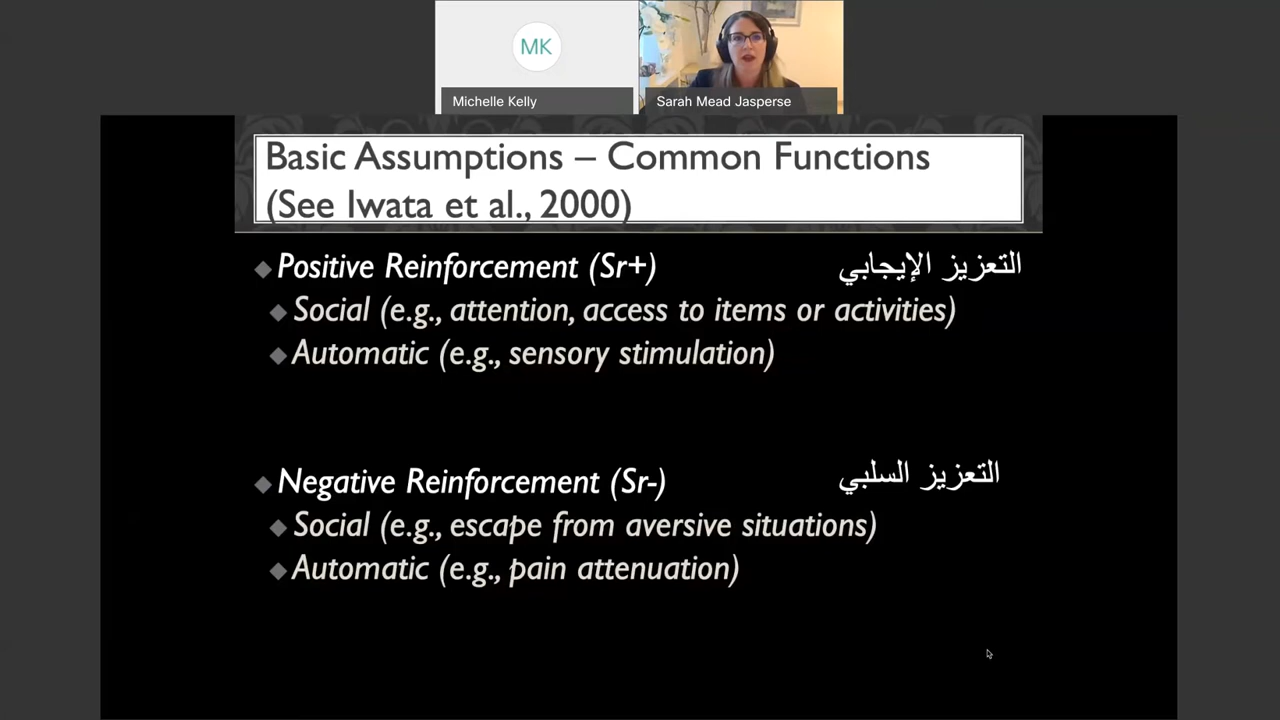 MK
Michelle Kelly
Sarah Mead Jasperse
Basic Assumptions – Common Functions
(See Iwata et al., 2000)
Positive Reinforcement (Sr+) التعزيز الإيجابي
Social (e.g., attention, access to items or activities)
Automatic (e.g., sensory stimulation)
Negative Reinforcement (Sr-) التعزيز السلبي
Social (e.g., escape from aversive situations)
Automatic (e.g., pain attenuation)